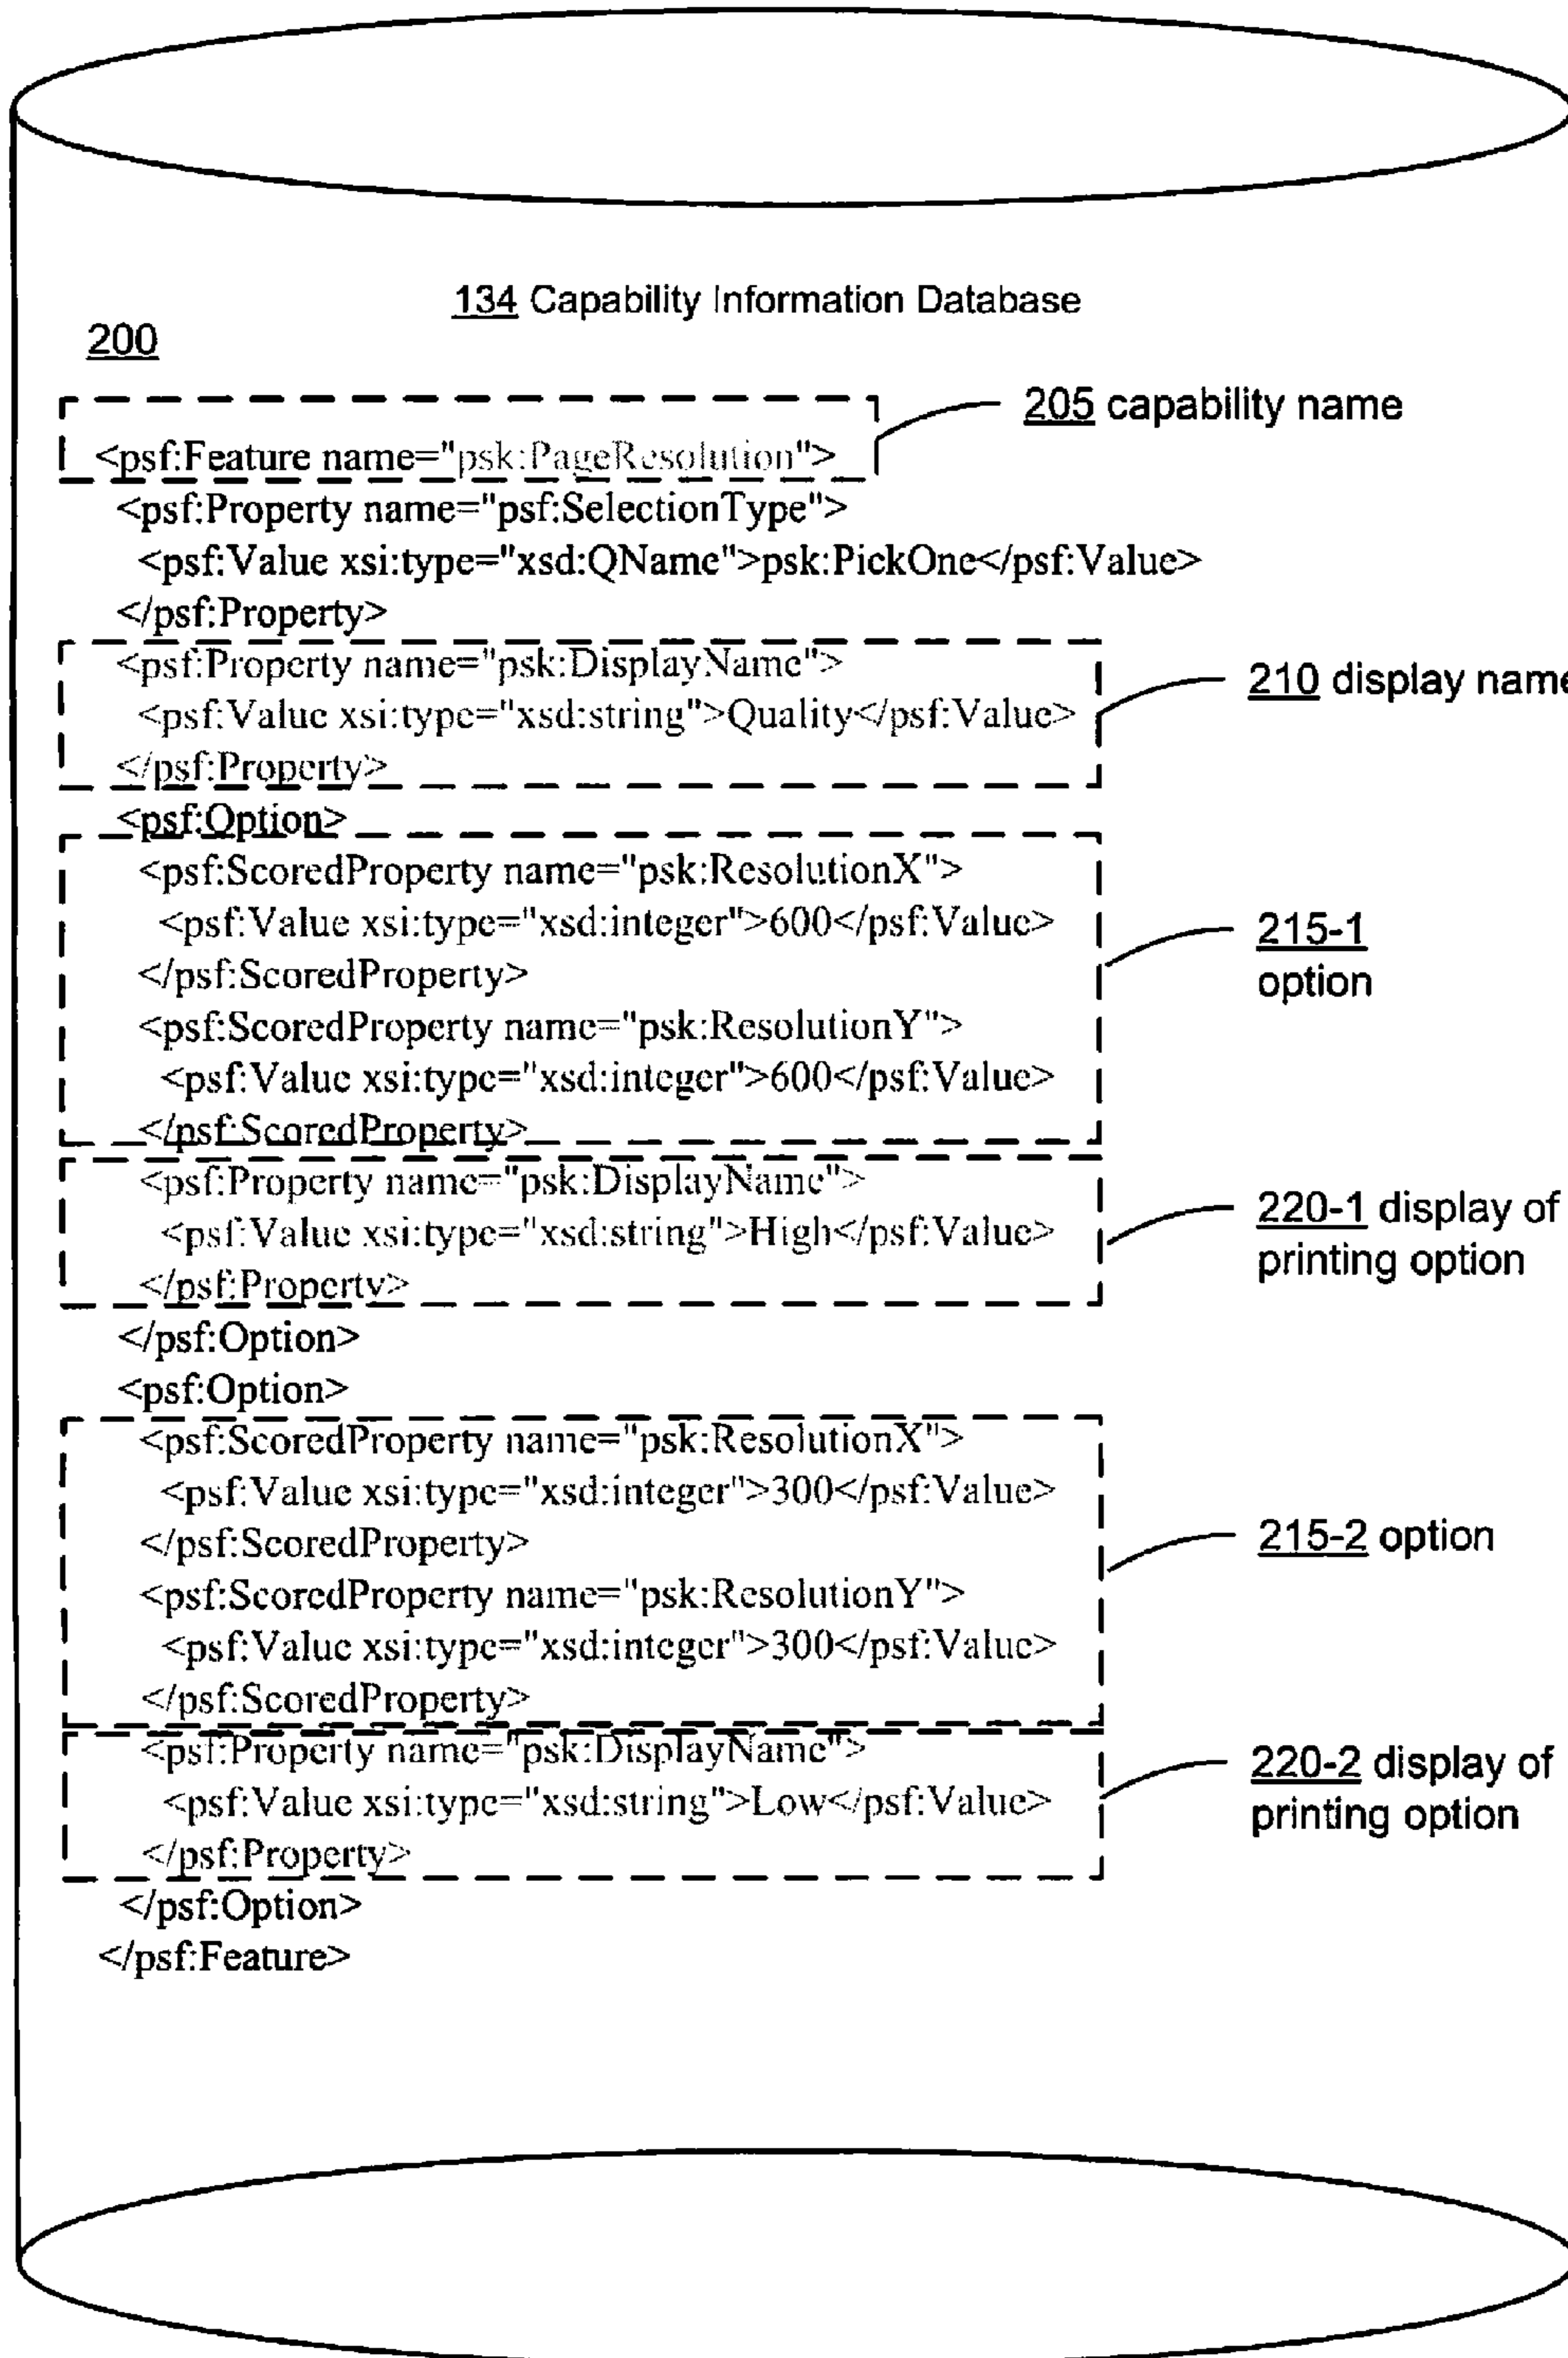 134 Capability Information Database
200
205 capability name
<psf:Feature name="psk:PageResolution">
<psf:Property name="psf:SelectionType">
<psf:Value xsi:type="xsd:QName">psk:PickOne</psf:Value>
</psf:Property>
<psf:Property name="psk:DisplayName">
210 display name
<psf:Value xsi:type="xsd:string">Quality</psf:Value>
</psf:Property>
<psf:Option>
<psf:ScoredProperty name="psk:ResolutionX">
<psf:Value xsi:type="xsd:integer">600</psf:Value>
</psf:ScoredProperty>
215-1
option
<psf:ScoredProperty name="psk:ResolutionY">
<psf:Value xsi:type="xsd:integer">600</psf:Value>
</psf:ScoredProperty>
<psf:Property name="psk:DisplayName">
<psf:Value xsi:type="xsd:string">High</psf:Value>
</psf:Property>
220-1 display of
printing option
</psf:Option>
<psf:Option>
<psf:ScoredProperty name="psk:ResolutionX">
<psf:Value xsi:type="xsd:integer">300</psf:Value>
</psf:ScoredProperty>
215-2 option
<psf:ScoredProperty name="psk:ResolutionY">
<psf:Value xsi:type="xsd:integer">300</psf:Value>
</psf:ScoredProperty>
<psf:Property name="psk:DisplayName">
<psf:Value xsi:type="xsd:string">Low</psf:Value>
</psf:Property>
220-2 display of
printing option
</psf:Option>
</psf:Feature>